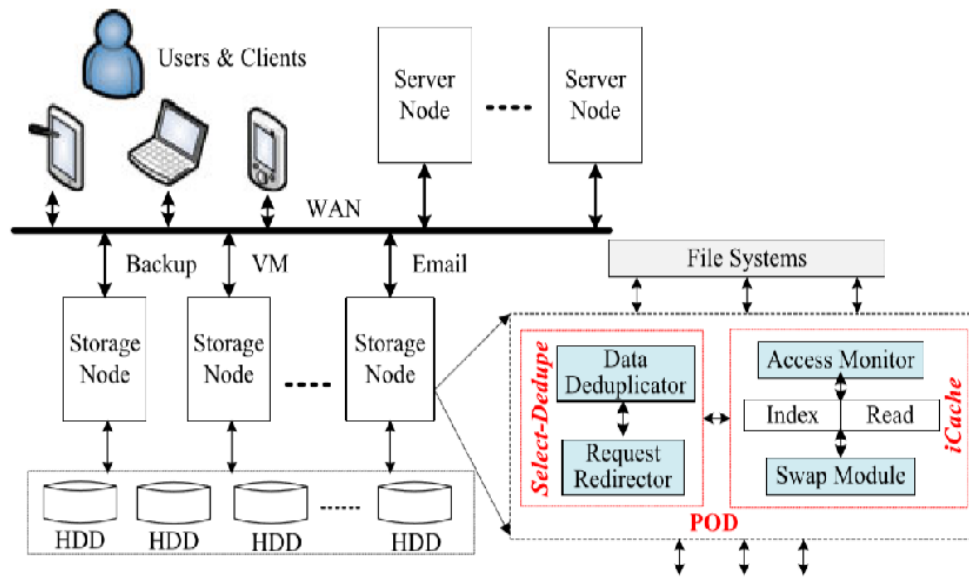 Users & Clients
Server
Node
Server
Node
WAN
Backup
VM
Email
Storage
Node
Storage
Node
Storage
Node
HDD
HDD
HDD
HDD
File Systems
Select-Dedupe
Data
Deduplicator
Request
Redirector
Access Monitor
Index
Read
Swap Module
iCache
POD